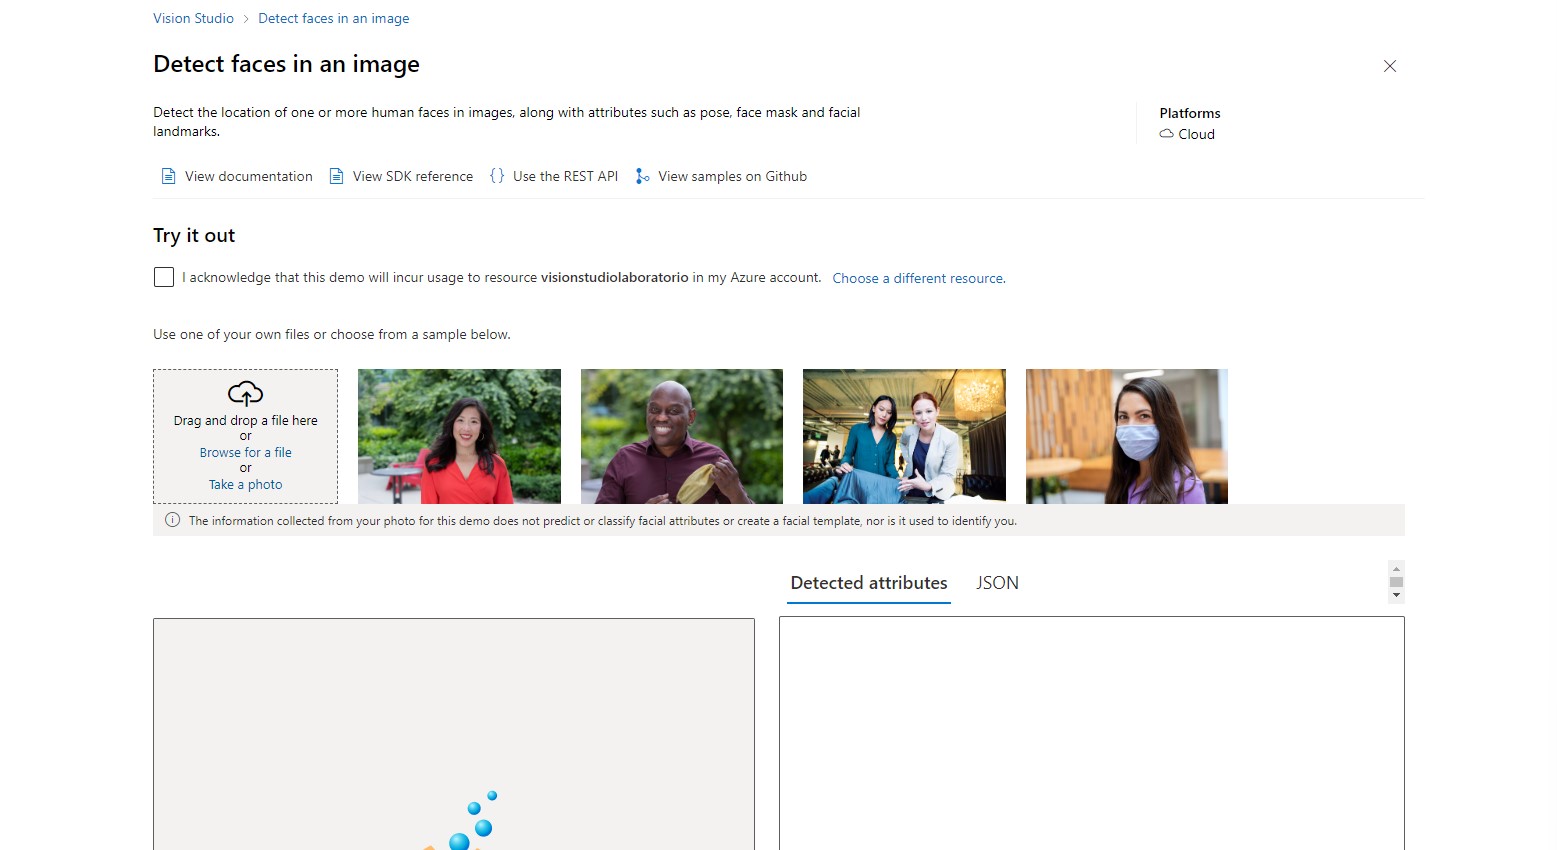 Vision Studio > Detect faces in an image
Detect faces in an image
Detect the location of one or more human faces in images, along with attributes such as pose, face mask and facial
landmarks.
Platforms
Cloud
View documentation
View SDK reference
{} Use the REST API
View samples on Github
Try it out
I acknowledge that this demo will incur usage to resource visionstudiolaboratorio in my Azure account. Choose a different resource.
Use one of your own files or choose from a sample below.
Drag and drop a file here
or
Browse for a file
or
Take a photo
The information collected from your photo for this demo does not predict or classify facial attributes or create a facial template, nor is it used to identify you.
Detected attributes
JSON